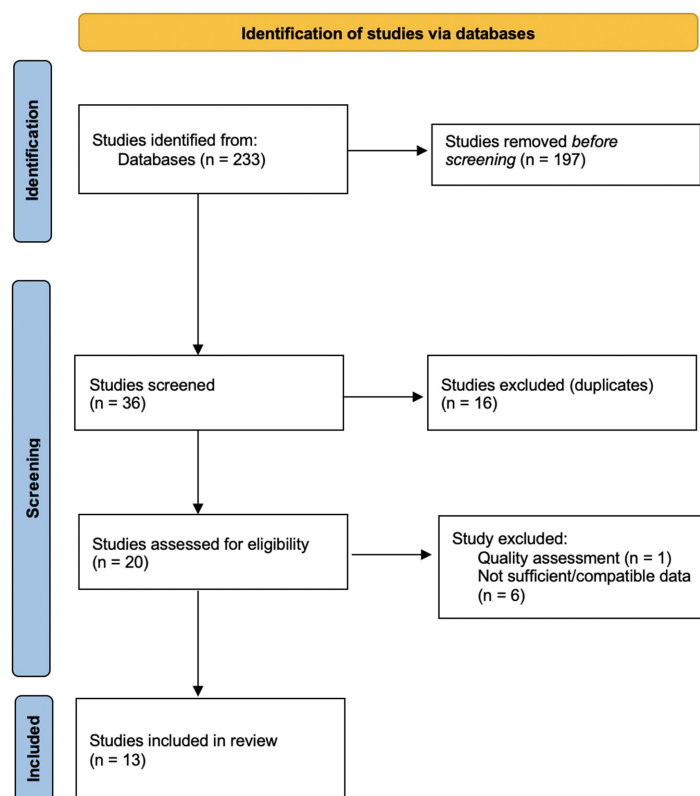 Identification of studies via databases
Identification
Studies identified from:
Databases (n = 233)
Studies removed before
screening (n = 197)
Screening
Studies screened
(n = 36)
Studies excluded (duplicates)
(n = 16)
Studies assessed for eligibility
(n = 20)
Study excluded:
Quality assessment (n = 1)
Not sufficient/compatible data
(n = 6)
Included
Studies included in review
(n = 13)